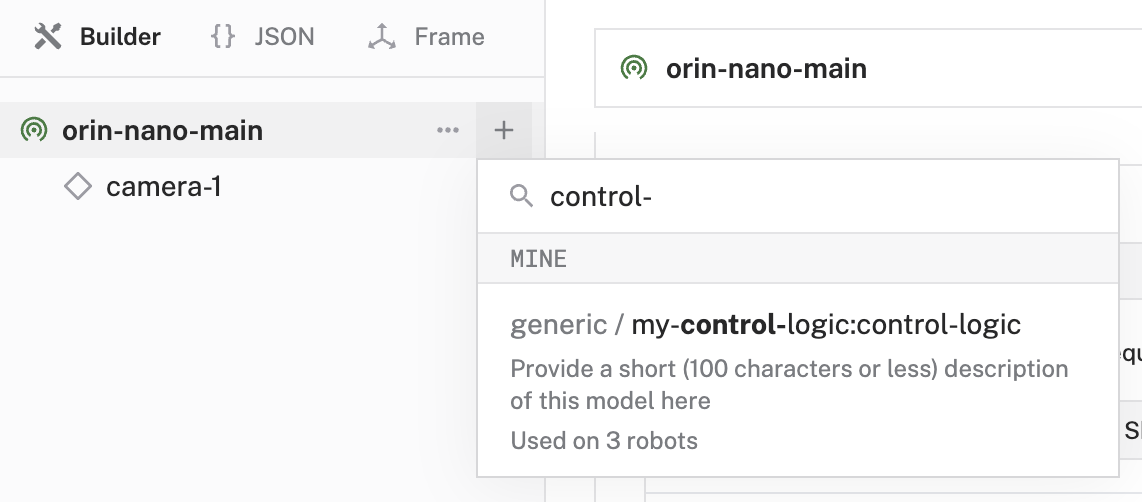 Builder
{} JSON
Frame
orin-nano-main
camera-1
orin-nano-main
control-
MINE
generic / my-control-logic:control-logic
Provide a short (100 characters or less) description
of this model here
Used on 3 robots